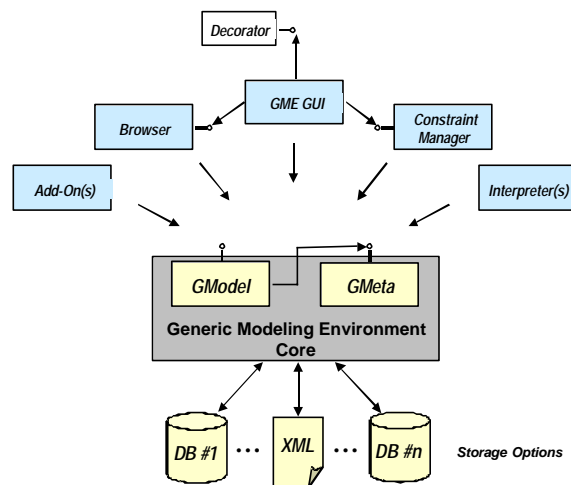 Decorator
GME GUI
Browser
Constraint
Manager
Add-On(s)
Interpreter(s)
GModel
GMeta
Generic Modeling Environment
Core
DB #1
...
XML
...
DB #n
Storage Options